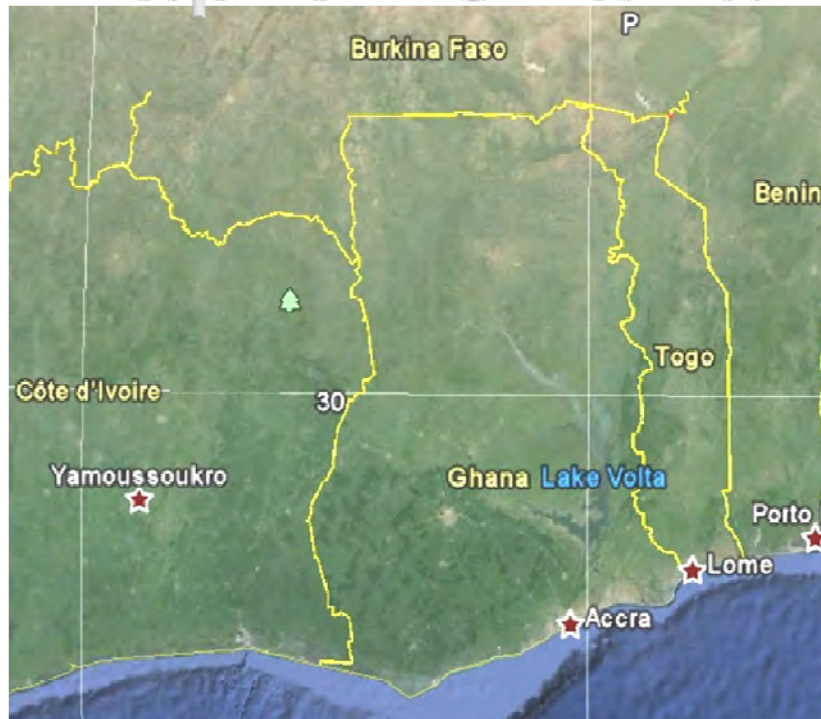 P
Burkina Faso
Benin
Togo
Côte d'Ivoire
30
Yamoussoukro
Ghana Lake Volta
Porto
Lome
Accra